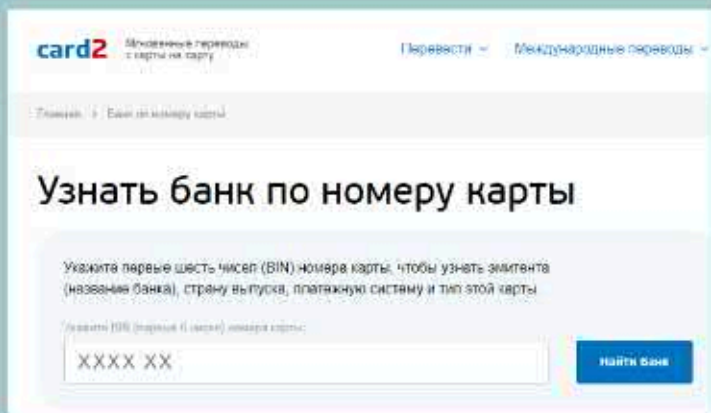 card2
Мгновенные переводы
с карты на карту
Перевести
Международные переводы
Главная > Банк по номеру карты
Узнать банк по номеру карты
Укажите первые шесть чисел (BIN) номера карты, чтобы узнать эмитента
(название банка), страну выпуска, платежную систему и тип этой карты
Укажите BIN (первые 6 чисел) номера карты:
XXXX XX
Найти банк